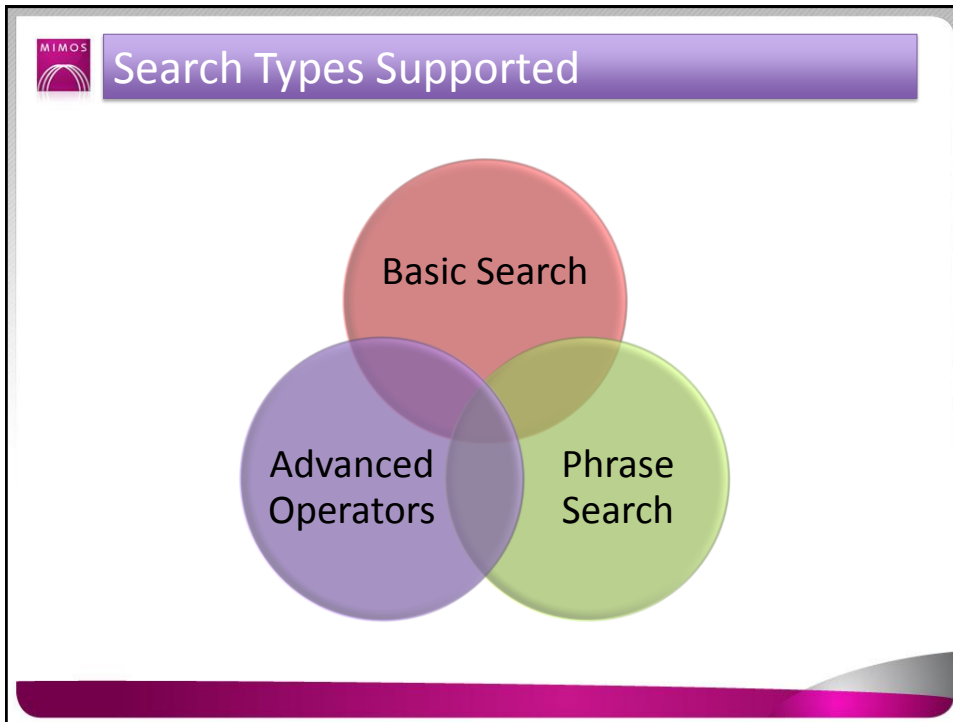 MIMOS
Search Types Supported
Basic Search
Advanced
Operators
Phrase
Search